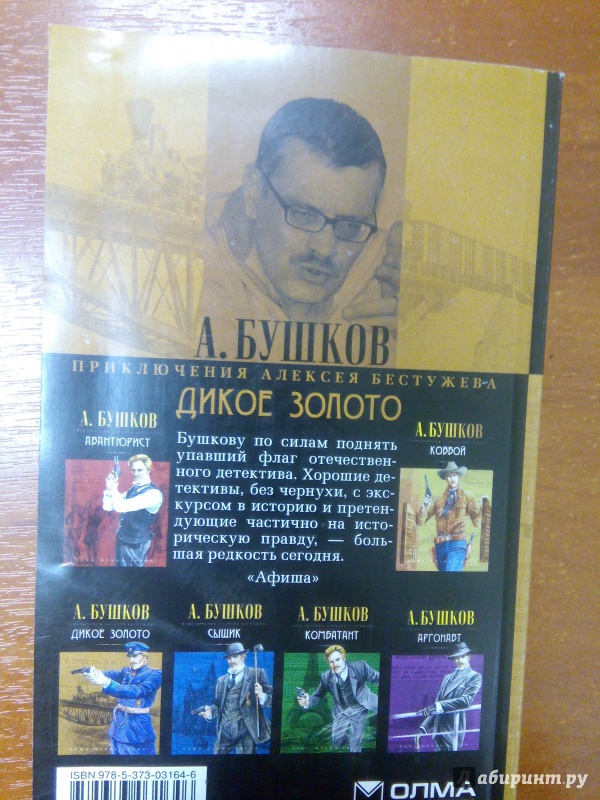 А. БУШКОВ
ПРИКЛЮЧЕНИЯ АЛЕКСЕЯ БЕСТУЖЕВА
ДИКОЕ ЗОЛОТО
А. БУШКОВ
АВАНТЮРИСТ
Бушкову по силам поднять
упавший флаг отечествен-
ного детектива. Хорошие де-
тективы, без чернухи, с экс-
курсом в историю и претен-
дующие частично на исто-
рическую правду, — боль-
шая редкость сегодня.
«Афиша»
А. БУШКОВ
КОВБОЙ
А. БУШКОВ
ДИКОЕ ЗОЛОТО
А. БУШКОВ
СЫЩИК
А. БУШКОВ
КОМБАТАНТ
А. БУШКОВ
АРГОНАВТ
ISBN 978-5-373-03164-6
ОЛМА
Лабиринт.ру